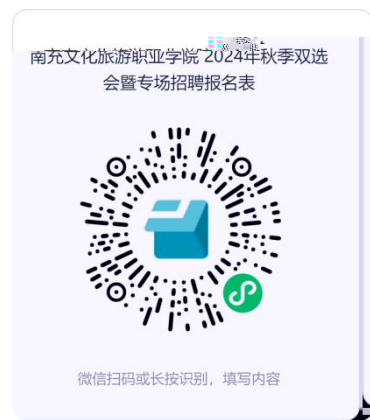 南充文化旅游职业学院 2024年秋季双选
会暨专场招聘报名表
微信扫码或长按识别，填写内容